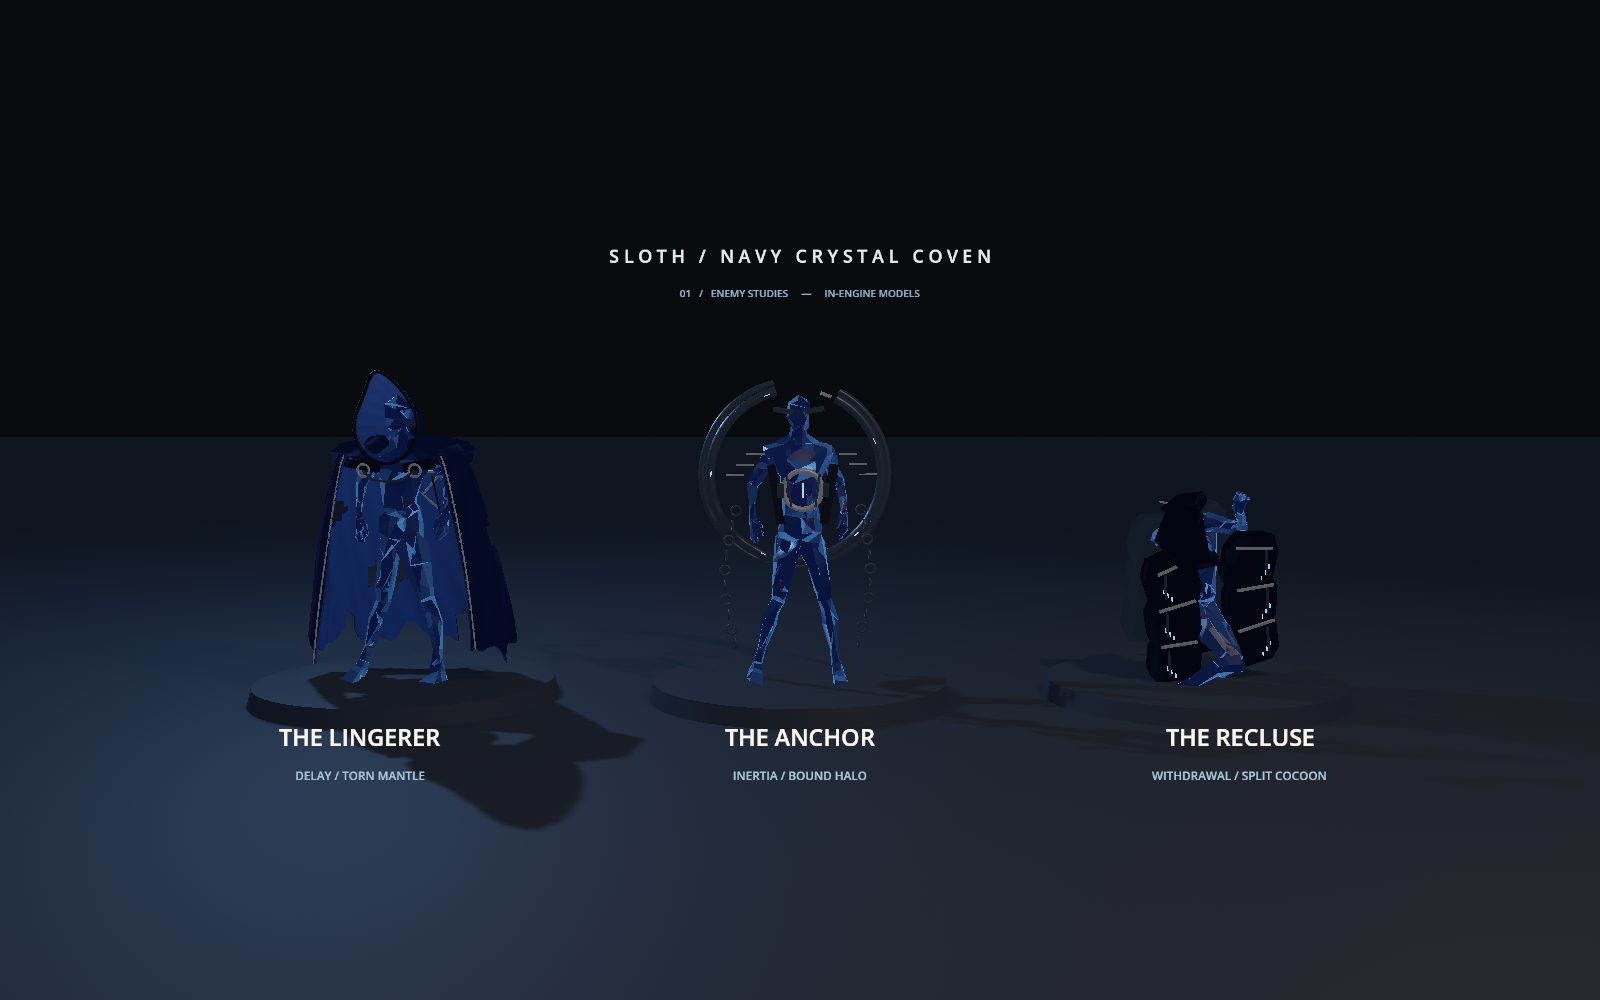 SLOTH / NAVY CRYSTAL COVEN
01 / ENEMY STUDIES — IN-ENGINE MODELS
THE LINGERER
THE ANCHOR
THE RECLUSE
DELAY / TORN MANTLE
INERTIA / BOUND HALO
WITHDRAWAL / SPLIT COCOON